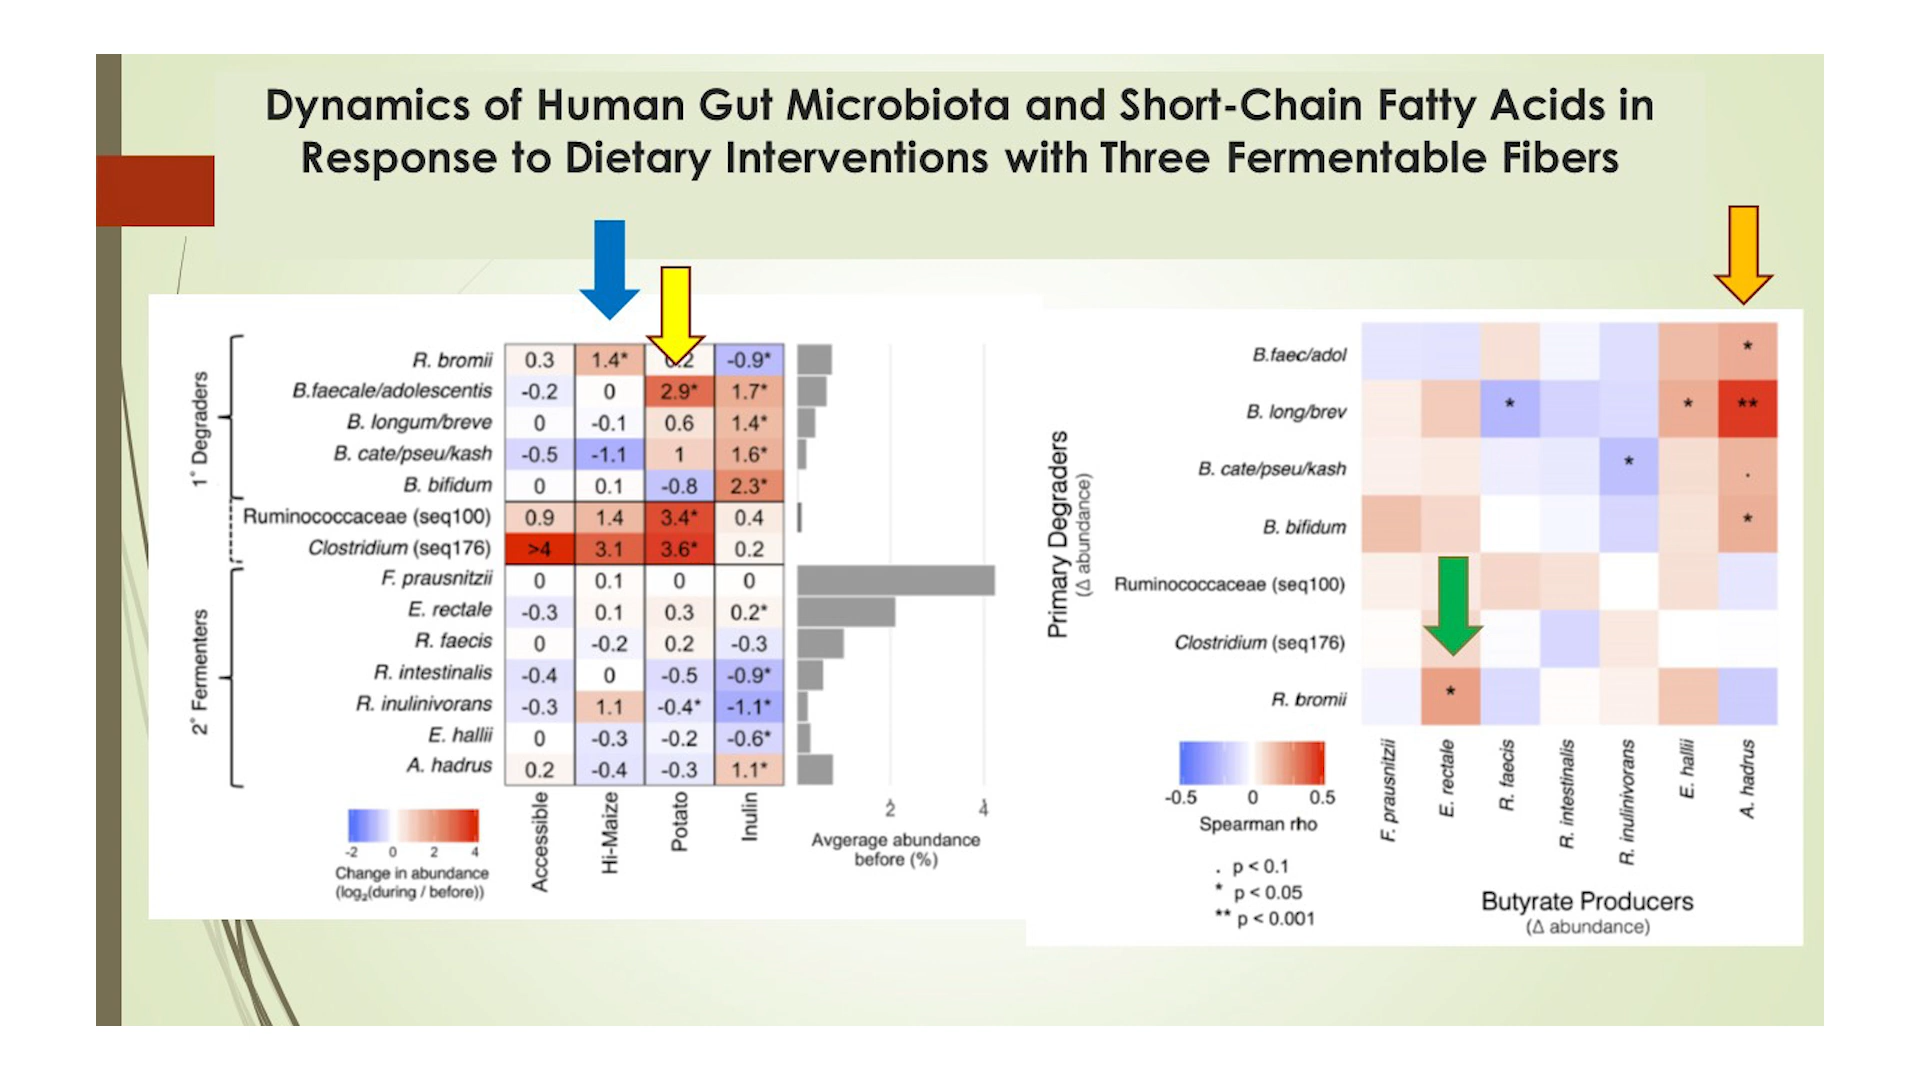 Dynamics of Human Gut Microbiota and Short-Chain Fatty Acids in
Response to Dietary Interventions with Three Fermentable Fibers
1° Degraders
2° Fermenters
R. bromii 0.3 1.4* -0.9*
B.faecale/adolescentis -0.2 0 2.9* 1.7*
B. longum/breve 0 -0.1 0.6 1.4*
B. cate/pseu/kash -0.5 -1.1 1 1.6*
B. bifidum 0 0.1 -0.8 2.3*
Ruminococcaceae (seq100) 0.9 1.4 3.4* 0.4
Clostridium (seq176) >4 3.1 3.6* 0.2
F. prausnitzii 0 0.1 0 0
E. rectale -0.3 0.1 0.3 0.2*
R. faecis 0 -0.2 0.2 -0.3
R. intestinalis -0.4 0 -0.5 -0.9*
R. inulinivorans -0.3 1.1 -0.4* -1.1*
E. hallii 0 -0.3 -0.2 -0.6*
A. hadrus 0.2 -0.4 -0.3 1.1*
Accessible
Hi-Maize
Potato
Inulin
-2 0 2 4
Change in abundance
(log2(during / before))
2 4
Avgerage abundance
before (%)
Primary Degraders
(Δ abundance)
B.faec/adol *
B. long/brev * * **
B. cate/pseu/kash * .
B. bifidum *
Ruminococcaceae (seq100)
Clostridium (seq176)
R. bromii *
F. prausnitzii
E. rectale
R. faecis
R. intestinalis
R. inulinivorans
E. hallii
A. hadrus
-0.5 0 0.5
Spearman rho
. p < 0.1
* p < 0.05
** p < 0.001
Butyrate Producers
(Δ abundance)